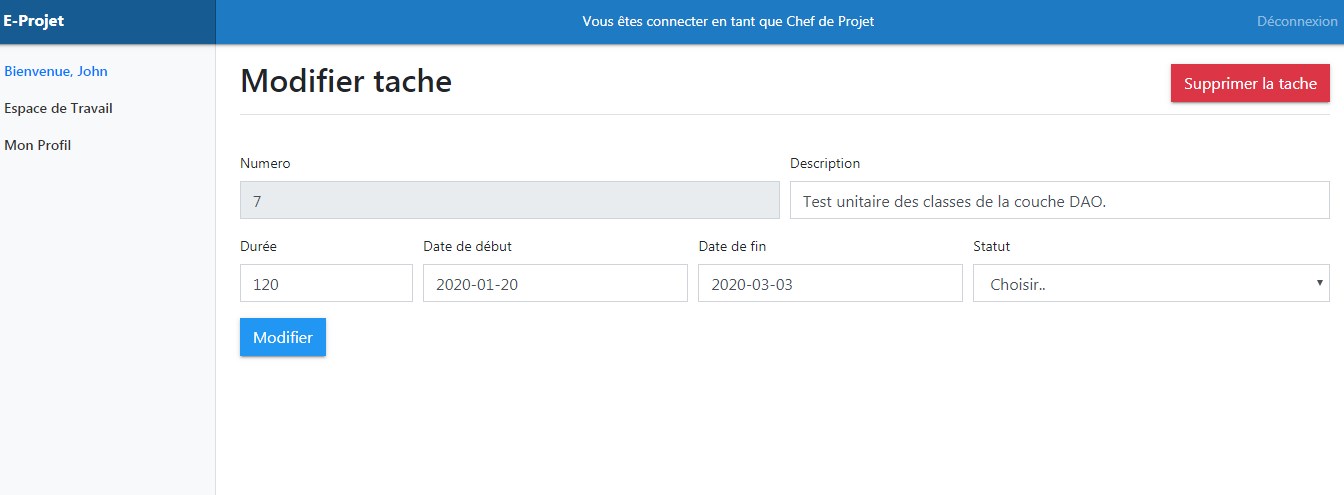 E-Projet
Vous êtes connecter en tant que Chef de Projet
Déconnexion
Bienvenue, John
Espace de Travail
Mon Profil
Modifier tache
Supprimer la tache
Numero
Description
7
Test unitaire des classes de la couche DAO.
Durée
Date de début
Date de fin
Statut
120
2020-01-20
2020-03-03
Choisir..
Modifier